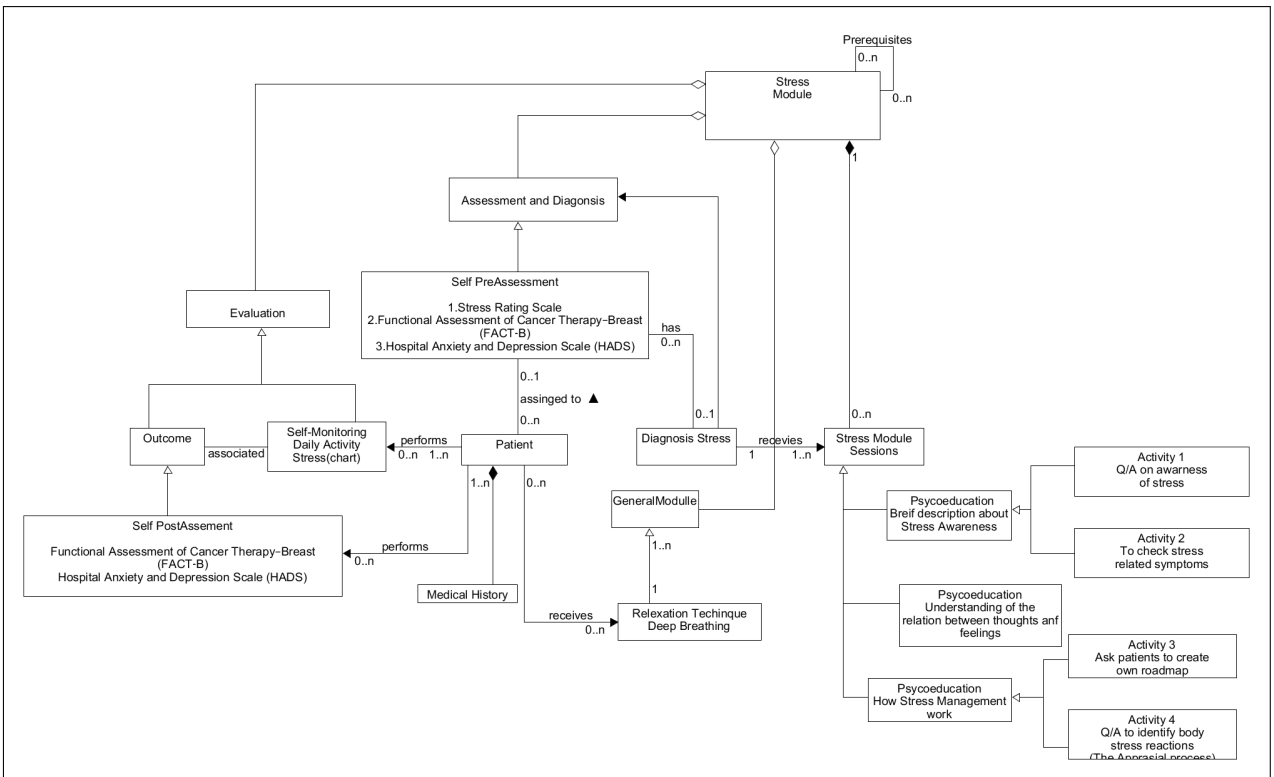 Prerequisites
0..n
0..n
Stress
Module
1
Assessment and Diagonsis
Self PreAssessment
1.Stress Rating Scale
2.Functional Assessment of Cancer Therapy–Breast
(FACT-B)
3.Hospital Anxiety and Depression Scale (HADS)
has
0..n
Evaluation
0..1
assinged to ▲
0..n
0..1
0..n
Outcome
associated
Self-Monitoring
Daily Activity
Stress(chart)
performs
0..n 1..n
Patient
Diagnosis Stress
recevies
1 1..n
Stress Module
Sessions
1..n
0..n
Self PostAssement
Functional Assessment of Cancer Therapy–Breast
(FACT-B)
Hospital Anxiety and Depression Scale (HADS)
performs
0..n
Medical History
GeneralModulle
1..n
1
receives
0..n
Relexation Techinque
Deep Breathing
Psycoeducation
Breif description about
Stress Awareness
Activity 1
Q/A on awarness
of stress
Activity 2
To check stress
related symptoms
Psycoeducation
Understanding of the
relation between thoughts anf
feelings
Psycoeducation
How Stress Management
work
Activity 3
Ask patients to create
own roadmap
Activity 4
Q/A to identify body
stress reactions
(The Apprasial process)